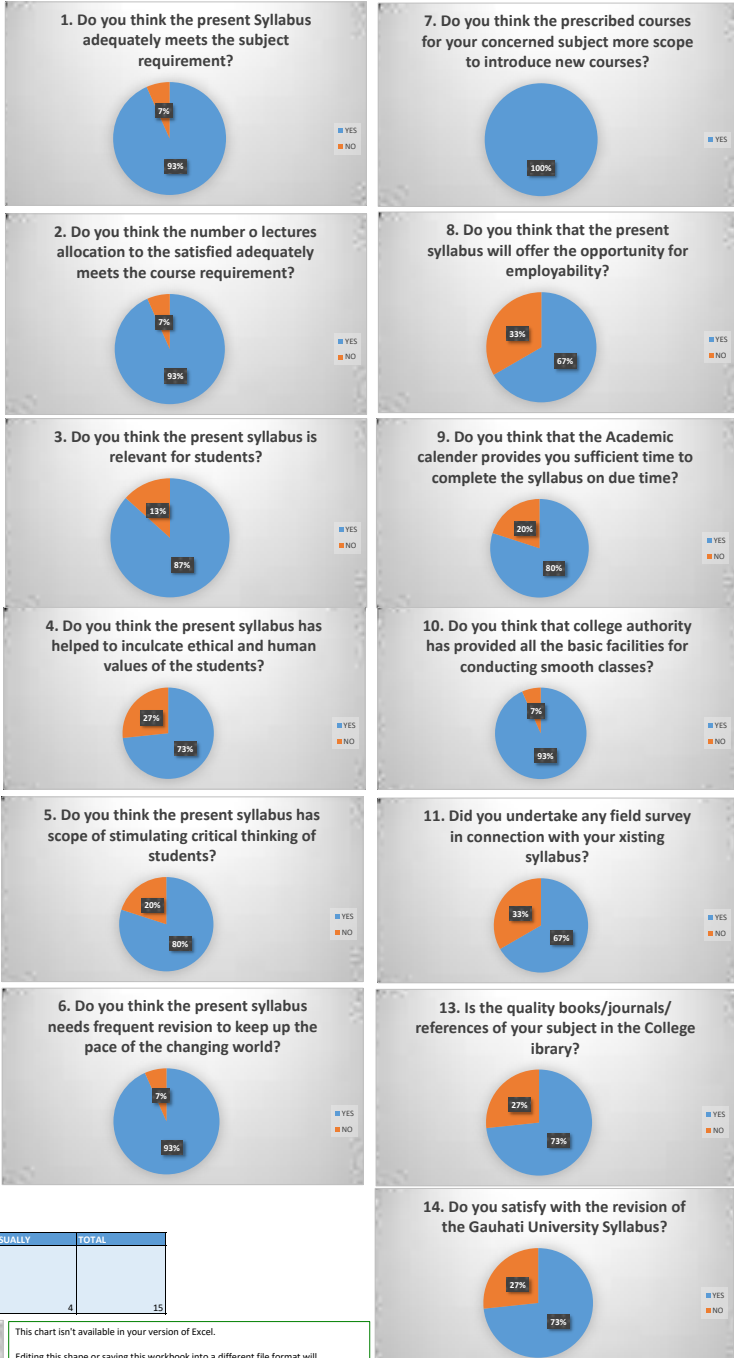 1. Do you think the present Syllabus
adequately meets the subject
requirement?
7%
93%
YES
NO
2. Do you think the number o lectures
allocation to the satisfied adequately
meets the course requirement?
7%
93%
YES
NO
3. Do you think the present syllabus is
relevant for students?
13%
87%
YES
NO
4. Do you think the present syllabus has
helped to inculcate ethical and human
values of the students?
27%
73%
YES
NO
5. Do you think the present syllabus has
scope of stimulating critical thinking of
students?
20%
80%
YES
NO
6. Do you think the present syllabus
needs frequent revision to keep up the
pace of the changing world?
7%
93%
YES
NO
SUALLY TOTAL
4 15
This chart isn't available in your version of Excel.
Editing this shape or saving this workbook into a different file format will
7. Do you think the prescribed courses
for your concerned subject more scope
to introduce new courses?
100%
YES
8. Do you think that the present
syllabus will offer the opportunity for
employability?
33%
67%
YES
NO
9. Do you think that the Academic
calender provides you sufficient time to
complete the syllabus on due time?
20%
80%
YES
NO
10. Do you think that college authority
has provided all the basic facilities for
conducting smooth classes?
7%
93%
YES
NO
11. Did you undertake any field survey
in connection with your xisting
syllabus?
33%
67%
YES
NO
13. Is the quality books/journals/
references of your subject in the College
ibrary?
27%
73%
YES
NO
14. Do you satisfy with the revision of
the Gauhati University Syllabus?
27%
73%
YES
NO